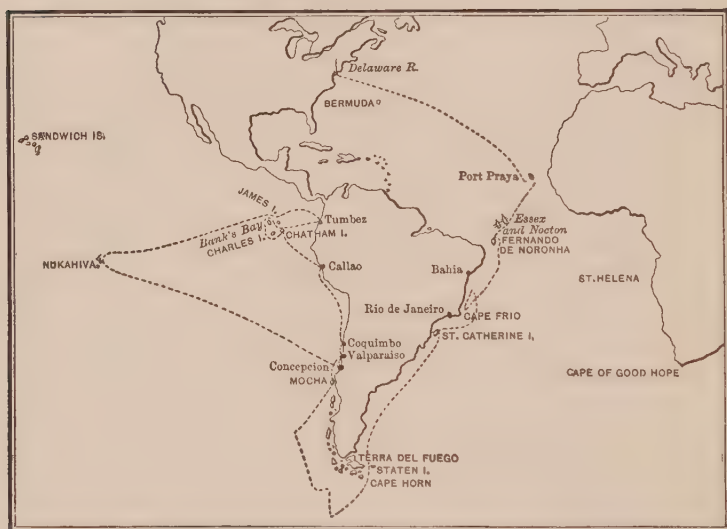 Delaware R.
BERMUDA
SANDWICH IS.
Port Praya
JAMES I.
Tumbez
Essex
and Nocton
Bank's Bay
CHATHAM I.
CHARLES I.
FERNANDO
DE NORONHA
NUKAHIVA
Callao
Bahia
ST. HELENA
Rio de Janeiro
CAPE FRIO
Coquimbo
ST. CATHERINE I.
Valparaiso
Concepcion
CAPE OF GOOD HOPE
MOCHA
TERRA DEL FUEGO
STATEN I.
CAPE HORN